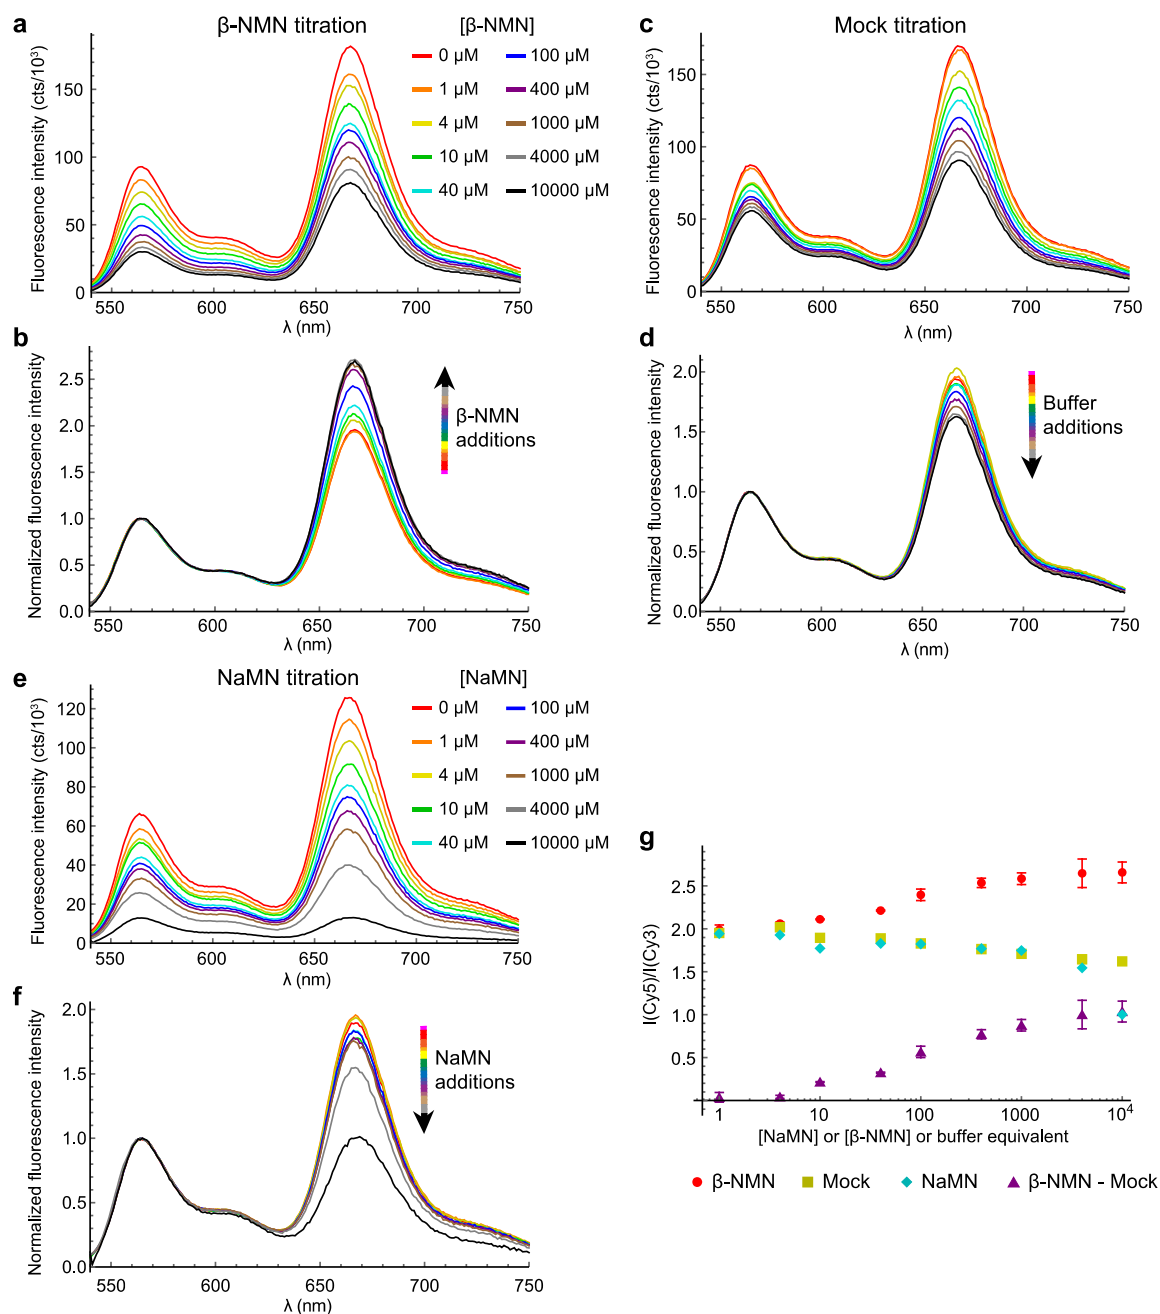 a
β-NMN titration
[β-NMN]
0 μM
1 μM
4 μM
10 μM
40 μM
100 μM
400 μM
1000 μM
4000 μM
10000 μM
Fluorescence intensity (cts/10³)
150
100
50
0
550 600 650 700 750
λ (nm)
b
Normalized fluorescence intensity
2.5
2.0
1.5
1.0
0.5
0.0
β-NMN
additions
550 600 650 700 750
λ (nm)
c
Mock titration
Fluorescence intensity (cts/10³)
150
100
50
0
550 600 650 700 750
λ (nm)
d
Normalized fluorescence intensity
2.0
1.5
1.0
0.5
0.0
Buffer
additions
550 600 650 700 750
λ (nm)
e
NaMN titration
[NaMN]
0 μM
1 μM
4 μM
10 μM
40 μM
100 μM
400 μM
1000 μM
4000 μM
10000 μM
Fluorescence intensity (cts/10³)
120
100
80
60
40
20
0
550 600 650 700 750
λ (nm)
f
Normalized fluorescence intensity
2.0
1.5
1.0
0.5
0.0
NaMN
additions
550 600 650 700 750
λ (nm)
g
I(Cy5)/I(Cy3)
2.5
2.0
1.5
1.0
0.5
1 10 100 1000 10⁴
[NaMN] or [β-NMN] or buffer equivalent
β-NMN Mock NaMN β-NMN - Mock